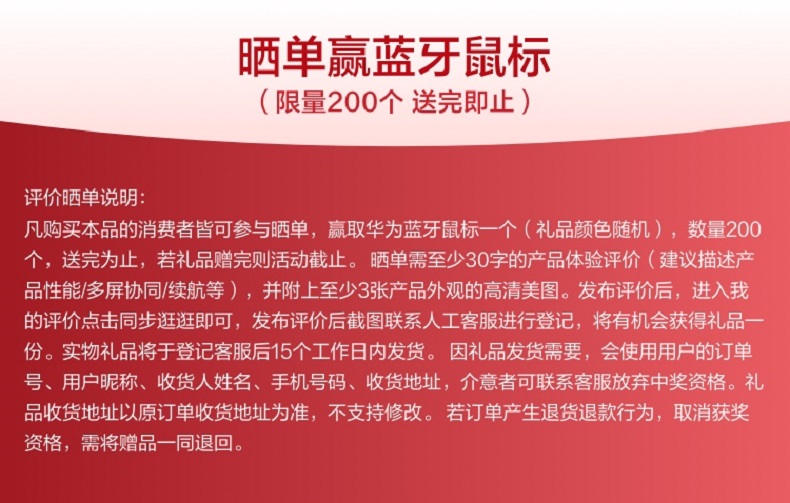 晒单赢蓝牙鼠标
（限量200个 送完即止）
评价晒单说明：
凡购买本品的消费者皆可参与晒单，赢取华为蓝牙鼠标一个（礼品颜色随机），数量200
个，送完为止，若礼品赠完则活动截止。 晒单需至少30字的产品体验评价（建议描述产
品性能/多屏协同/续航等），并附上至少3张产品外观的高清美图。发布评价后，进入我
的评价点击同步逛逛即可，发布评价后截图联系人工客服进行登记，将有机会获得礼品一
份。实物礼品将于登记客服后15个工作日内发货。 因礼品发货需要，会使用用户的订单
号、用户昵称、收货人姓名、手机号码、收货地址，介意者可联系客服放弃中奖资格。礼
品收货地址以原订单收货地址为准，不支持修改。 若订单产生退货退款行为，取消获奖
资格，需将赠品一同退回。